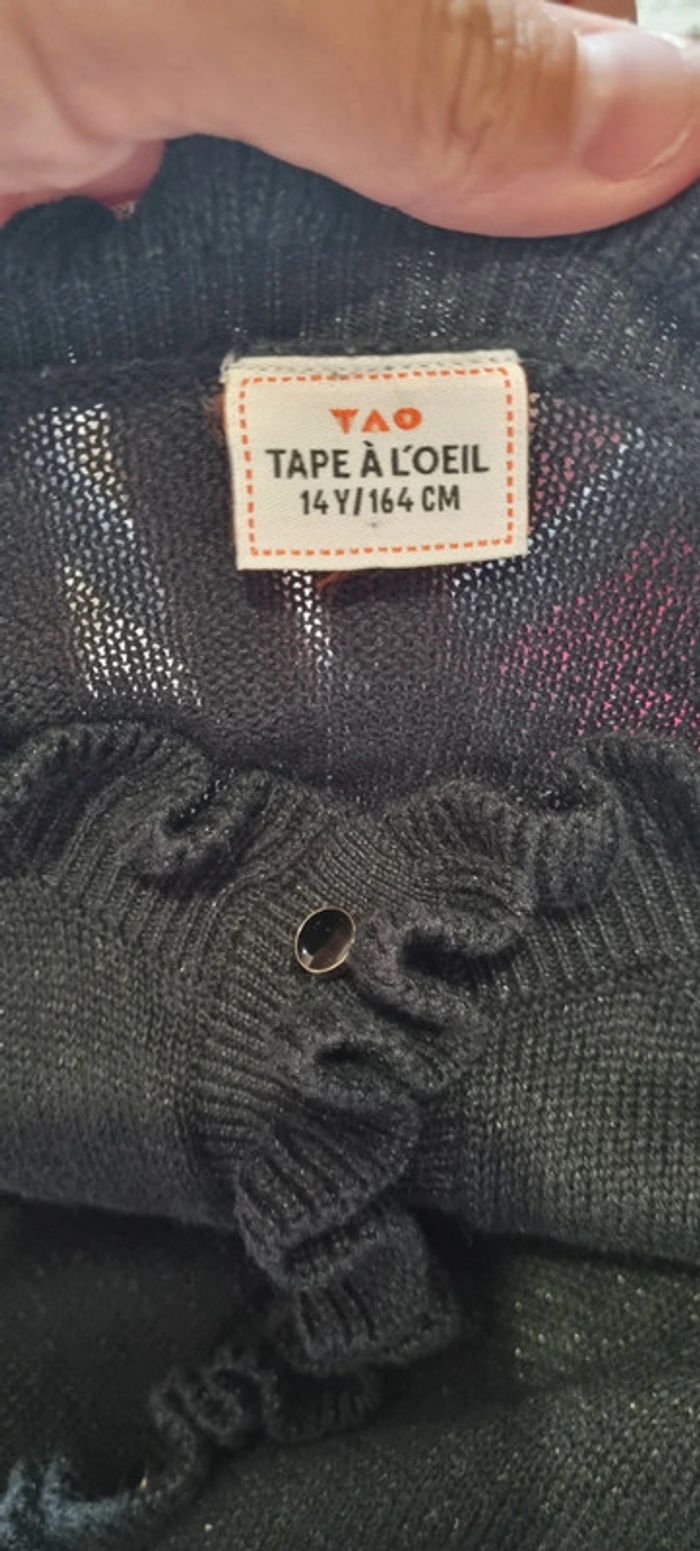 TAO
TAPE À L'OEIL
14 Y/164 CM